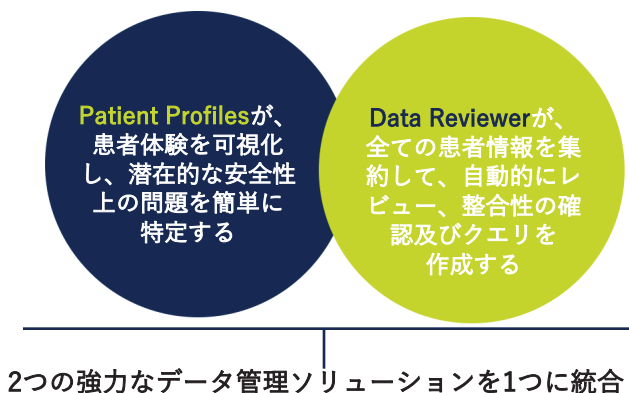 Patient Profilesが、
患者体験を可視化
し、潜在的な安全性
上の問題を簡単に
特定する
Data Reviewerが、
全ての患者情報を集
約して、自動的にレ
ビュー、整合性の確
認及びクエリを
作成する
2つの強力なデータ管理ソリューションを1つに統合